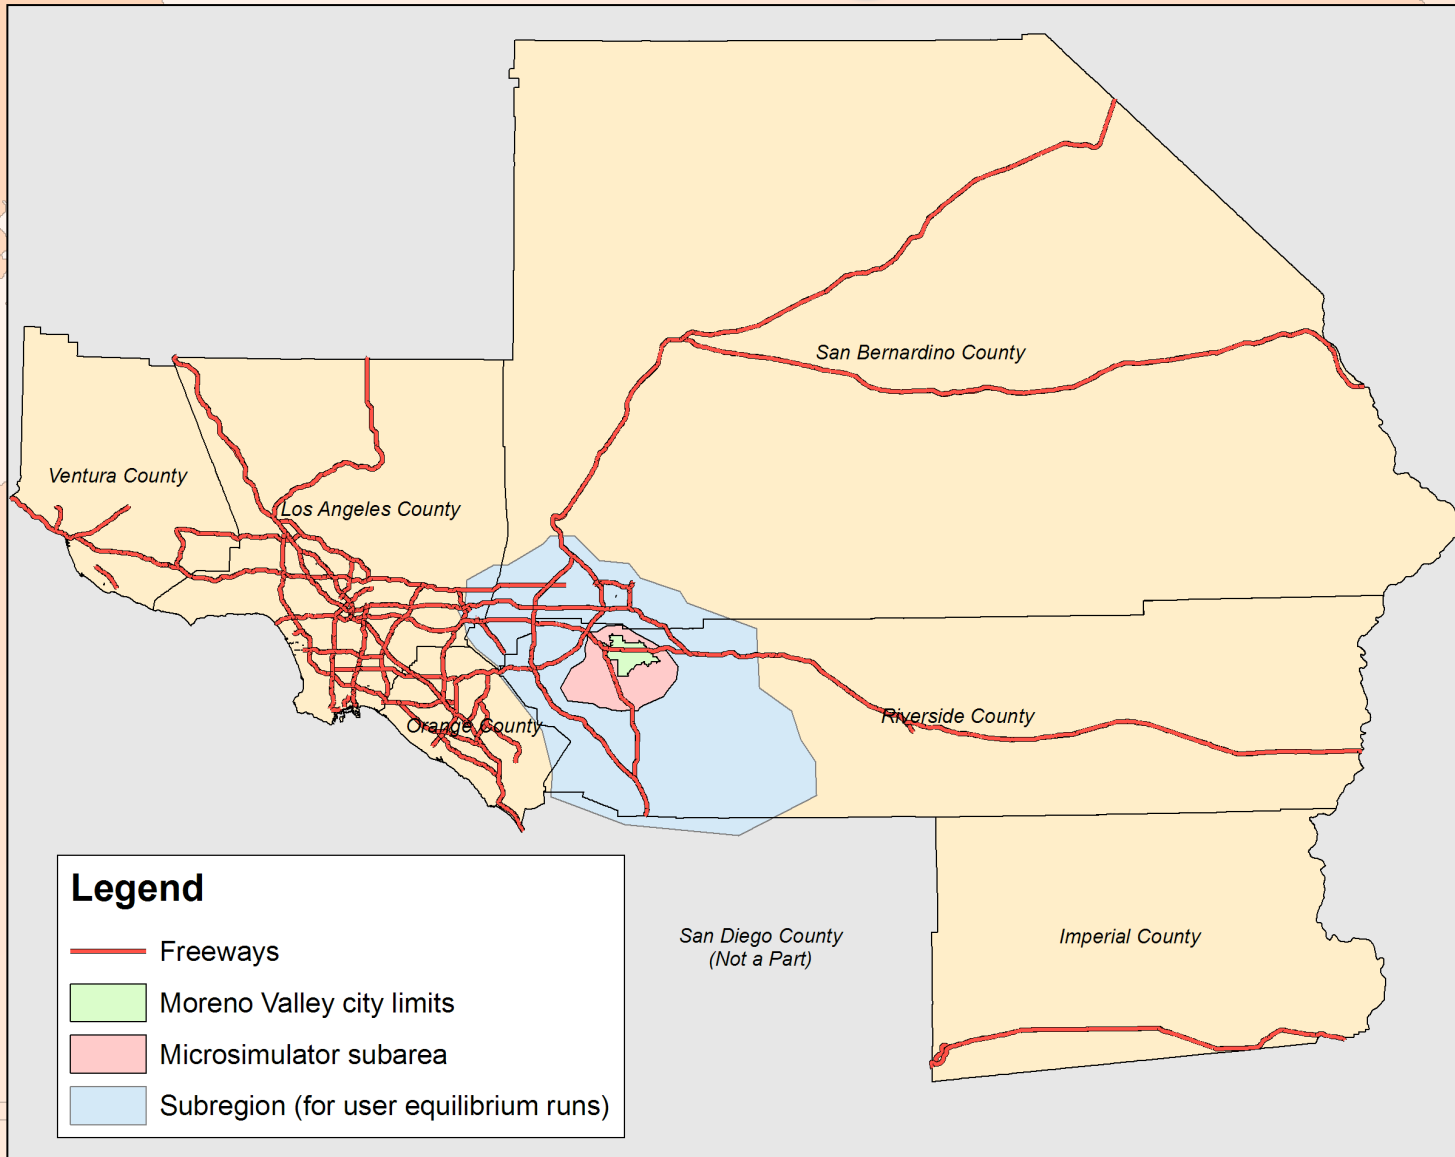 San Bernardino County
Ventura County
Los Angeles County
Orange County
Riverside County
San Diego County
(Not a Part)
Imperial County
Legend
Freeways
Moreno Valley city limits
Microsimulator subarea
Subregion (for user equilibrium runs)